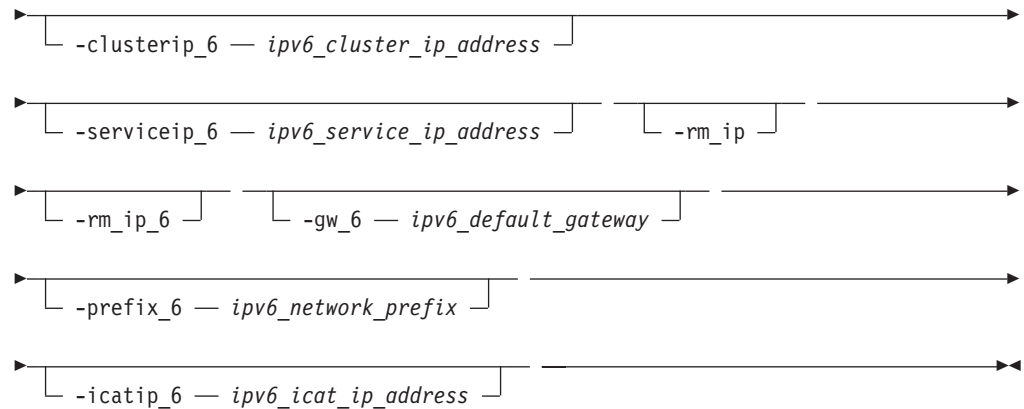 -clusterip_6 — ipv6_cluster_ip_address
-serviceip_6 — ipv6_service_ip_address -rm_ip
-rm_ip_6 -gw_6 — ipv6_default_gateway
-prefix_6 — ipv6_network_prefix
-icatip_6 — ipv6_icat_ip_address